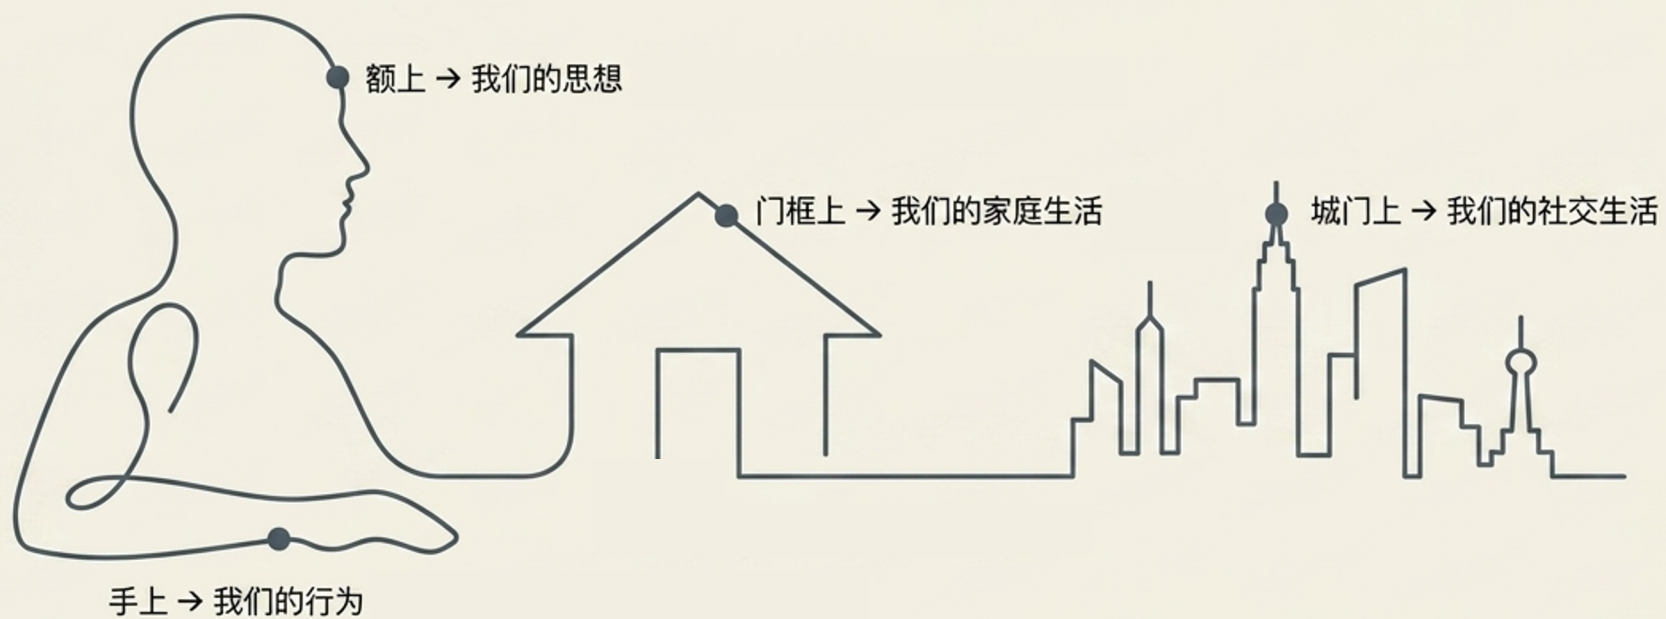 额上 → 我们的思想
门框上 → 我们的家庭生活
城门上 → 我们的社交生活
手上 → 我们的行为